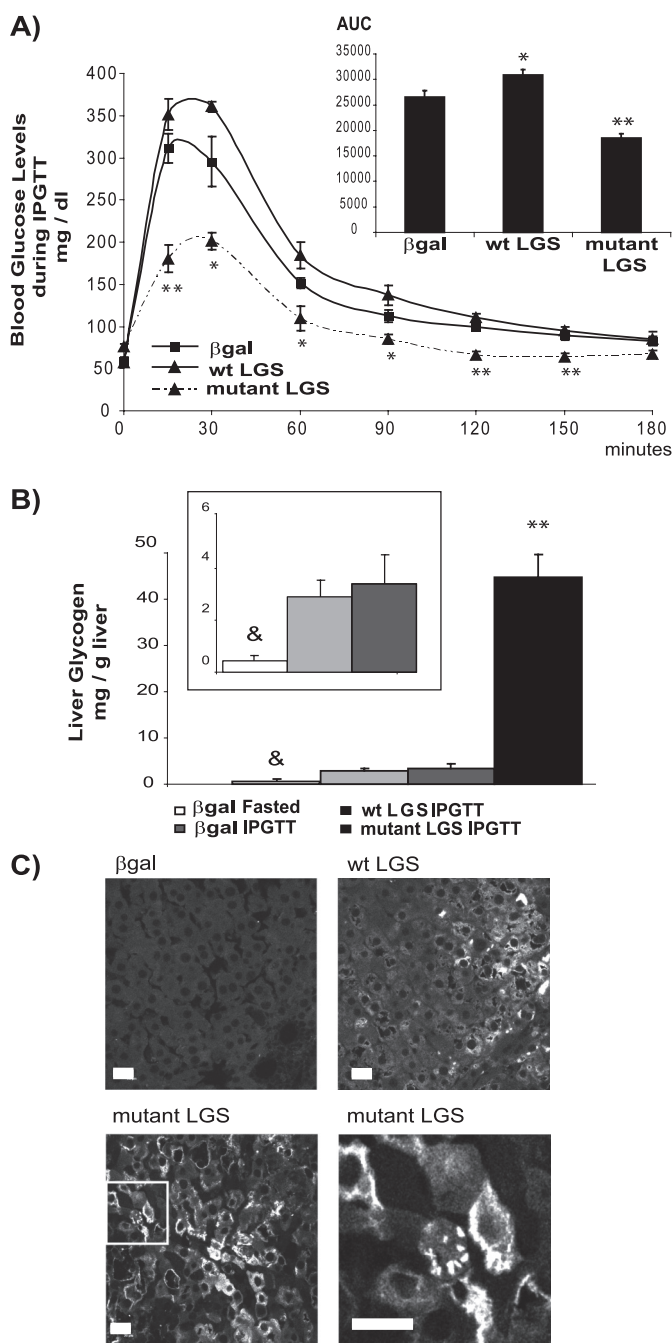 A)
AUC
35000
30000
25000
20000
15000
10000
5000
0
*
**
βgal
wt LGS
mutant
LGS
Blood Glucose Levels
during IPGTT
mg / dl
400
350
300
250
200
150
100
50
0
**
*
*
*
**
**
βgal
wt LGS
mutant LGS
0
30
60
90
120
150
180
minutes
B)
Liver Glycogen
mg / g liver
50
40
30
20
10
0
6
4
2
0
&
&
**
βgal Fasted
wt LGS IPGTT
βgal IPGTT
mutant LGS IPGTT
C)
βgal
wt LGS
mutant LGS
mutant LGS